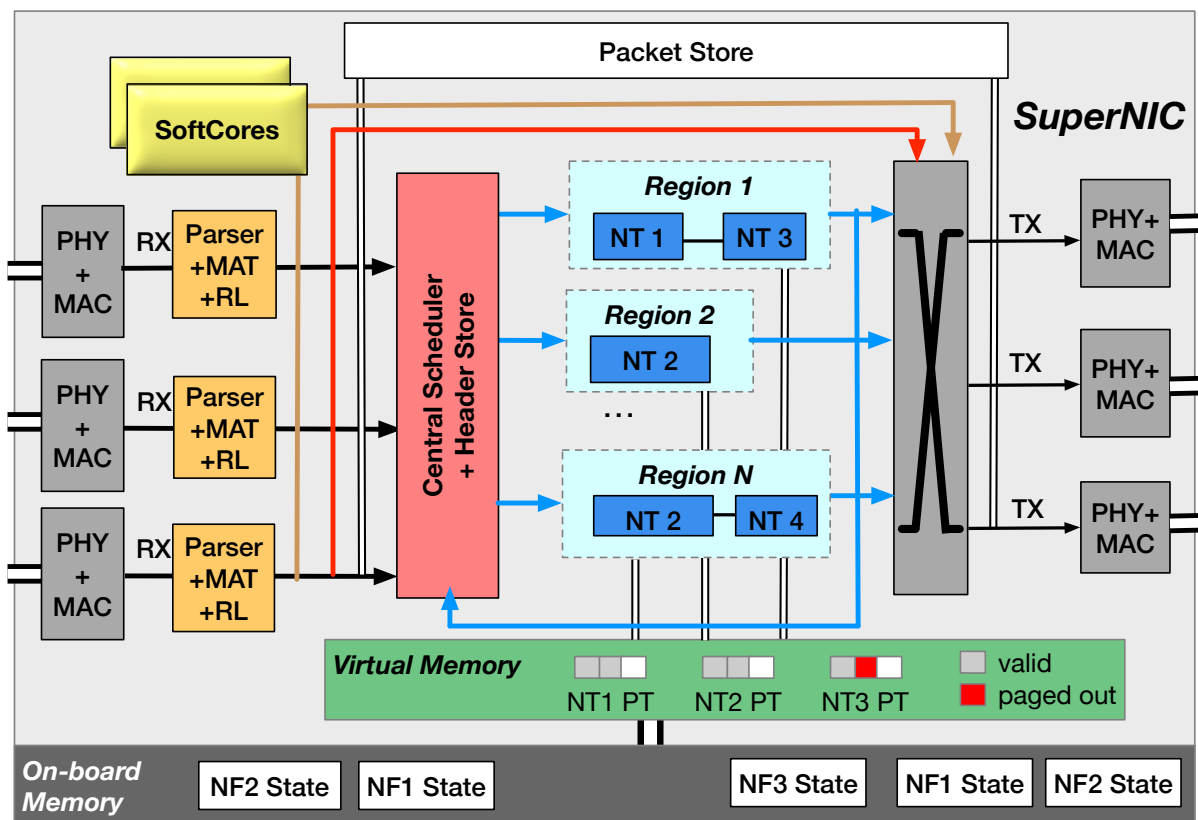 Packet Store
SuperNIC
SoftCores
PHY
+
MAC
RX
Parser
+MAT
+RL
PHY
+
MAC
RX
Parser
+MAT
+RL
PHY
+
MAC
RX
Parser
+MAT
+RL
Central Scheduler
+ Header Store
Region 1
NT 1
NT 3
Region 2
NT 2
...
Region N
NT 2
NT 4
TX
PHY+
MAC
TX
PHY+
MAC
TX
PHY+
MAC
Virtual Memory
NT1 PT
NT2 PT
NT3 PT
valid
paged out
On-board
Memory
NF2 State
NF1 State
NF3 State
NF1 State
NF2 State